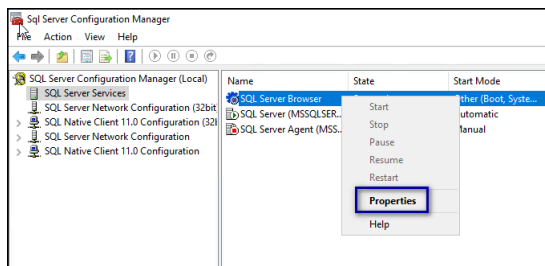 Sql Server Configuration Manager
File Action View Help
SQL Server Configuration Manager (Local)
SQL Server Services
SQL Server Network Configuration (32bit
SQL Native Client 11.0 Configuration (32l
SQL Server Network Configuration
SQL Native Client 11.0 Configuration
Name State Start Mode
SQL Server Browser Other (Boot, Syste...
SQL Server (MSSQLSER... Automatic
SQL Server Agent (MSS... Manual
Start
Stop
Pause
Resume
Restart
Properties
Help